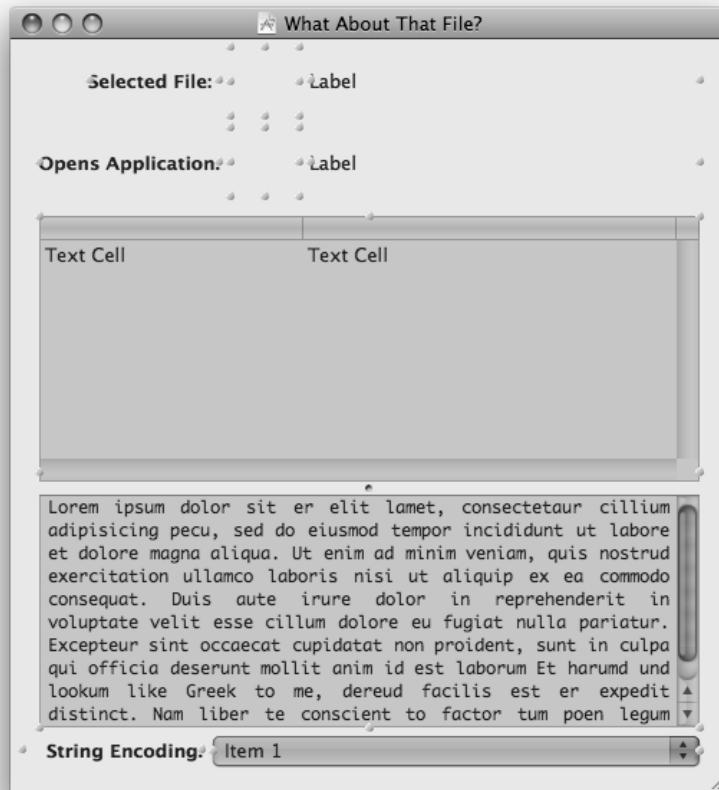 What About That File?
Selected File: Label
Opens Application: Label
Text Cell Text Cell
Lorem ipsum dolor sit er elit lamet, consectetaur cillium
adipisicing pecu, sed do eiusmod tempor incididunt ut labore
et dolore magna aliqua. Ut enim ad minim veniam, quis nostrud
exercitation ullamco laboris nisi ut aliquip ex ea commodo
consequat. Duis aute irure dolor in reprehenderit in
voluptate velit esse cillum dolore eu fugiat nulla pariatur.
Excepteur sint occaecat cupidatat non proident, sunt in culpa
qui officia deserunt mollit anim id est laborum Et harumd und
lookum like Greek to me, dereud facilis est er expedit
distinct. Nam liber te conscient to factor tum poen legum
String Encoding: Item 1